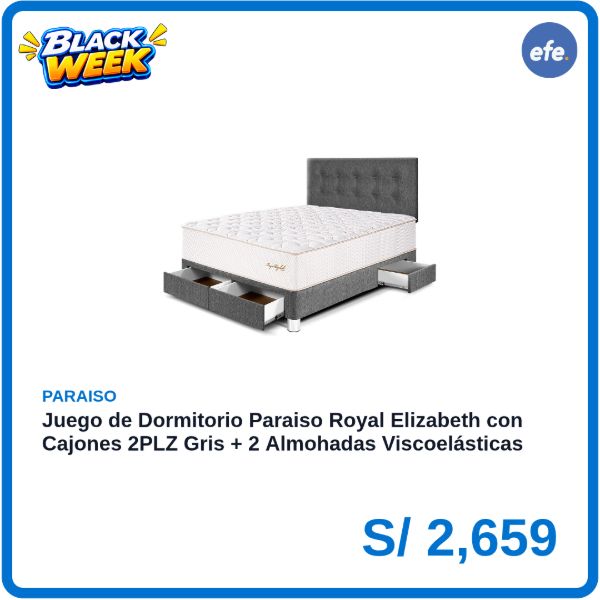 BLACK
WEEK
efe.
PARAISO
Juego de Dormitorio Paraiso Royal Elizabeth con
Cajones 2PLZ Gris + 2 Almohadas Viscoelásticas
S/ 2,659